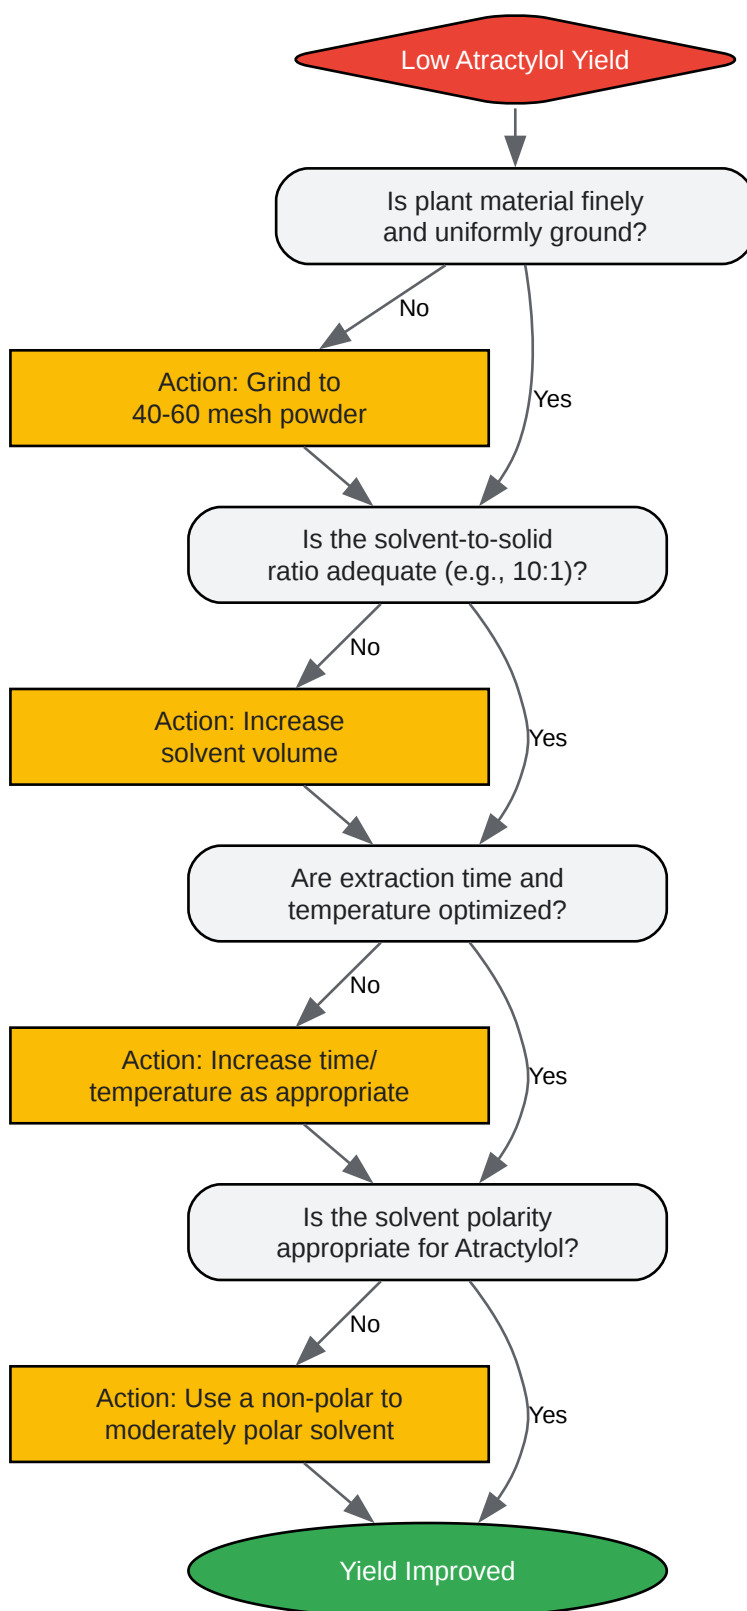 Low Atractylol Yield
Is plant material finely
and uniformly ground?
No
Action: Grind to
40-60 mesh powder
Yes
Is the solvent-to-solid
ratio adequate (e.g., 10:1)?
No
Action: Increase
solvent volume
Yes
Are extraction time and
temperature optimized?
No
Action: Increase time/
temperature as appropriate
Yes
Is the solvent polarity
appropriate for Atractylol?
No
Action: Use a non-polar to
moderately polar solvent
Yes
Yield Improved